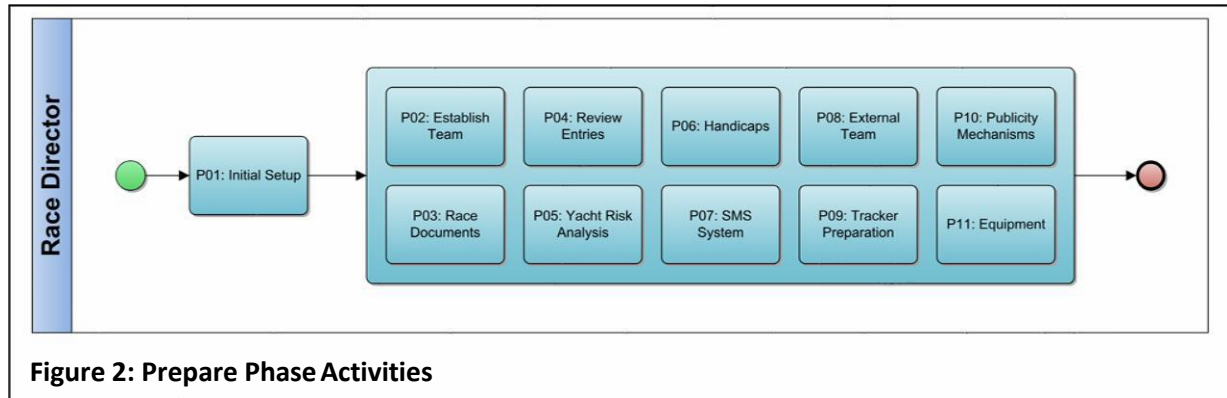 Race Director
P01: Initial Setup
P02: Establish
Team
P04: Review
Entries
P06: Handicaps
P08: External
Team
P10: Publicity
Mechanisms
P03: Race
Documents
P05: Yacht Risk
Analysis
P07: SMS
System
P09: Tracker
Preparation
P11: Equipment
Figure 2: Prepare Phase Activities